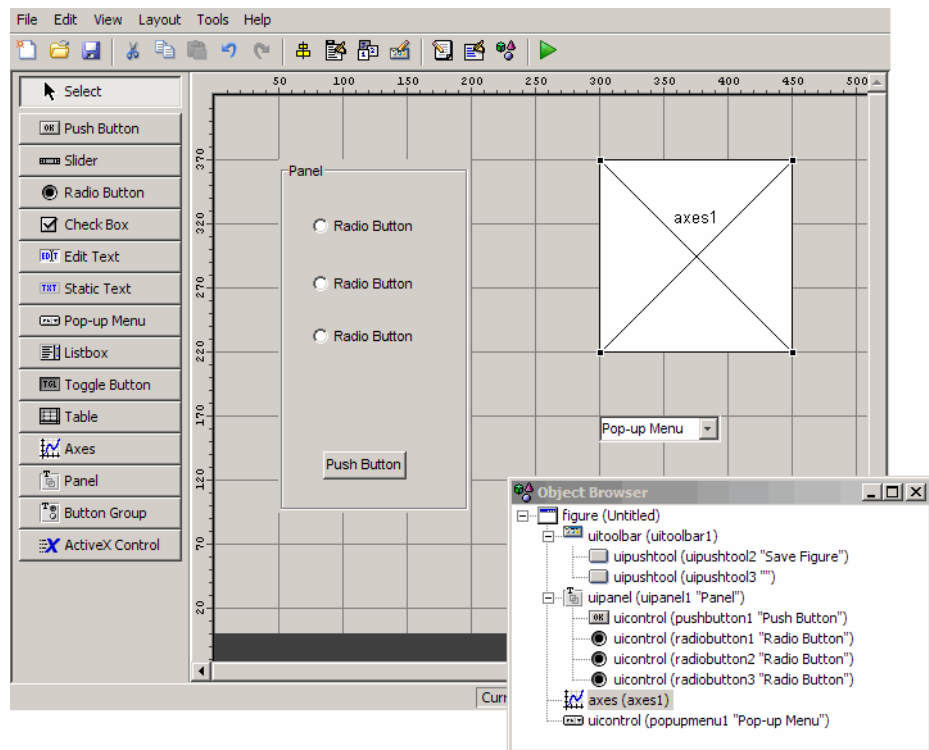 File Edit View Layout Tools Help
50 100 150 200 250 300 350 400 450 500
Select
Push Button
Slider
Radio Button
Check Box
Edit Text
Static Text
Pop-up Menu
Listbox
Toggle Button
Table
Axes
Panel
Button Group
ActiveX Control
OK
EDIT
TXT
TGL
370
320
270
220
170
120
70
20
Panel
Radio Button
Radio Button
Radio Button
Push Button
axes1
Pop-up Menu
Curr
Object Browser
figure (Untitled)
uitoolbar (uitoolbar1)
uipushtool (uipushtool2 "Save Figure")
uipushtool (uipushtool3 "")
uipanel (uipanel1 "Panel")
OK uicontrol (pushbutton1 "Push Button")
uicontrol (radiobutton1 "Radio Button")
uicontrol (radiobutton2 "Radio Button")
uicontrol (radiobutton3 "Radio Button")
axes (axes1)
uicontrol (popupmenu1 "Pop-up Menu")